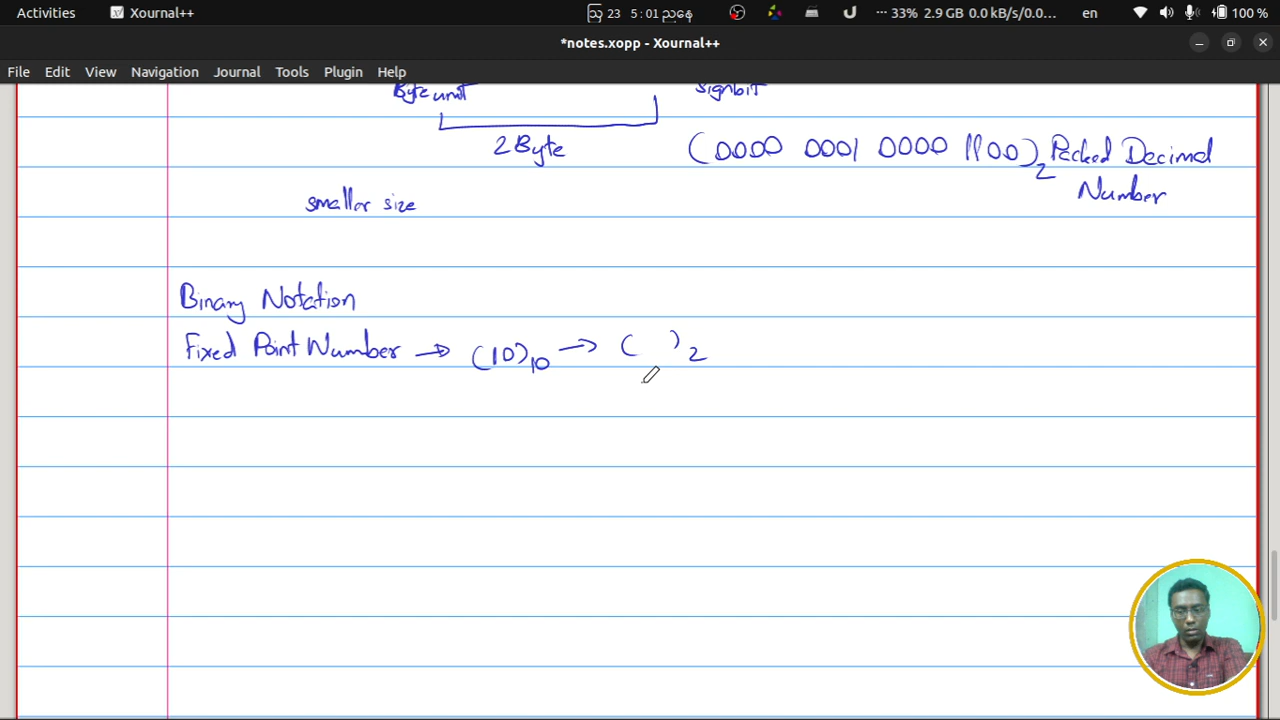 Activities Xournal++ ඔ 23 5 : 01 ප.ව. ··· 33% 2.9 GB 0.0 kB/s/0.0... en 100 %
*notes.xopp - Xournal++
File Edit View Navigation Journal Tools Plugin Help
Byte unit signbit
2 Byte (0000 0001 0000 1100)₂ Packed Decimal
Number
smaller size
Binary Notation
Fixed Point Number → (10)₁₀ → ( )₂